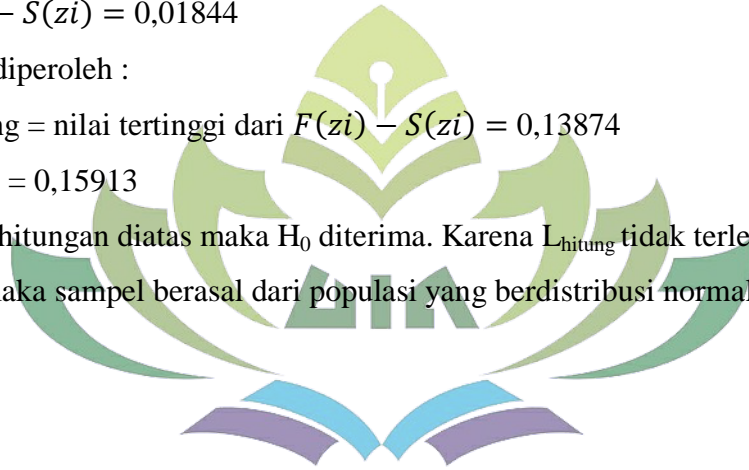 – S(zi) = 0,01844
diperoleh :
ng = nilai tertinggi dari F(zi) – S(zi) = 0,13874
= 0,15913
hitungan diatas maka H₀ diterima. Karena Lhitung tidak terle
maka sampel berasal dari populasi yang berdistribusi normal
UIN